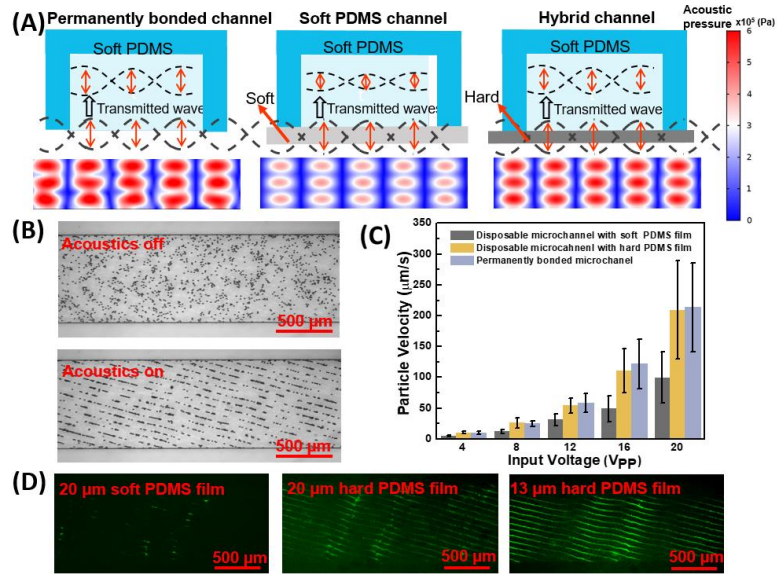 (A) Permanently bonded channel Soft PDMS channel Hybrid channel
Acoustic
pressure x10⁵ (Pa)
Soft PDMS Soft PDMS Soft PDMS
Transmitted wave Transmitted wave Transmitted wave
Soft Hard
6
5
4
3
2
1
0
(B)
Acoustics off
500 μm
Acoustics on
500 μm
(C)
Disposable microchannel with soft PDMS film
Disposable microcahnenl with hard PDMS film
Permanently bonded microchanel
Particle Velocity (μm/s)
350
300
250
200
150
100
50
0
4 8 12 16 20
Input Voltage (VPP)
(D)
20 μm soft PDMS film 20 μm hard PDMS film 13 μm hard PDMS film
500 μm 500 μm 500 μm